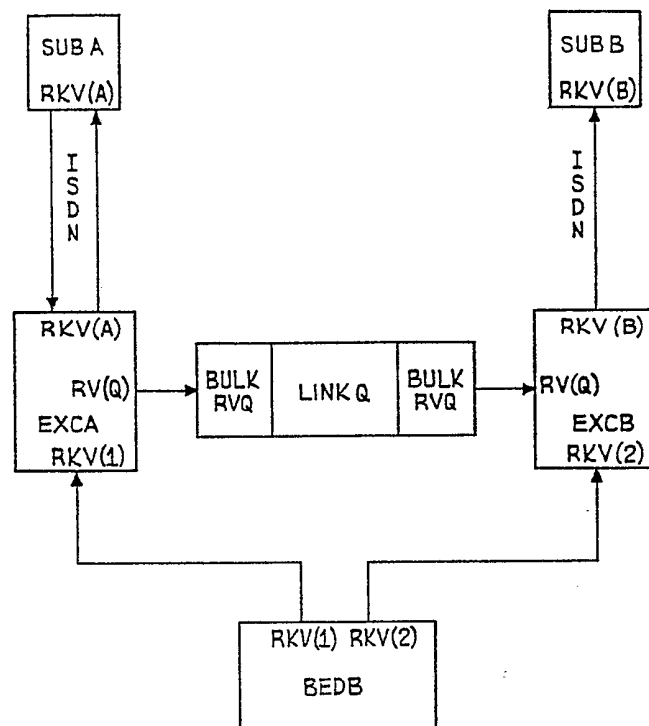 SUB A
RKV(A)
SUB B
RKV(B)
ISDN
ISDN
RKV(A)
RV(Q)
EXCA
RKV(1)
BULK
RVQ
LINK Q
BULK
RVQ
RKV(B)
RV(Q)
EXCB
RKV(2)
RKV(1) RKV(2)
BEDB